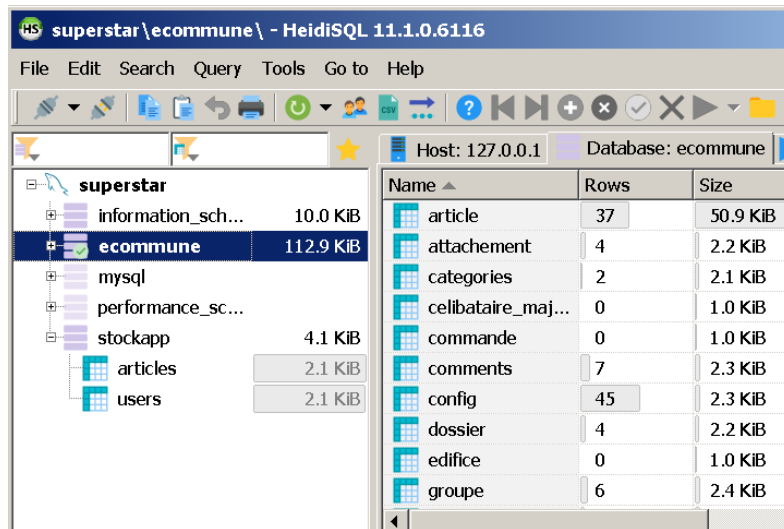 HS superstar\ecommune\ - HeidiSQL 11.1.0.6116
File Edit Search Query Tools Go to Help
CSV
Host: 127.0.0.1 Database: ecommune
superstar
information_sch... 10.0 KiB
ecommune 112.9 KiB
mysql
performance_sc...
stockapp 4.1 KiB
articles 2.1 KiB
users 2.1 KiB
Name Rows Size
article 37 50.9 KiB
attachement 4 2.2 KiB
categories 2 2.1 KiB
celibataire_maj... 0 1.0 KiB
commande 0 1.0 KiB
comments 7 2.3 KiB
config 45 2.3 KiB
dossier 4 2.2 KiB
edifice 0 1.0 KiB
groupe 6 2.4 KiB